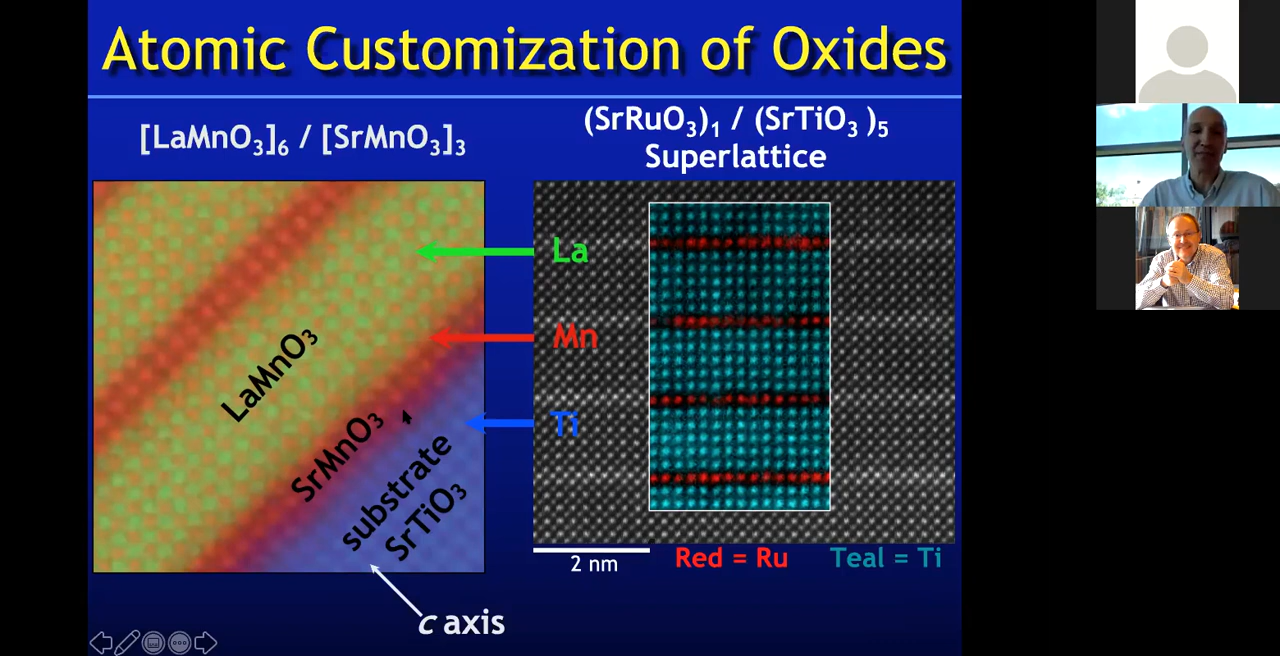 Atomic Customization of Oxides
[LaMnO₃]₆ / [SrMnO₃]₃
(SrRuO₃)₁ / (SrTiO₃ )₅
Superlattice
La
Mn
Ti
LaMnO₃
SrMnO₃
substrate
SrTiO₃
c axis
2 nm
Red = Ru
Teal = Ti